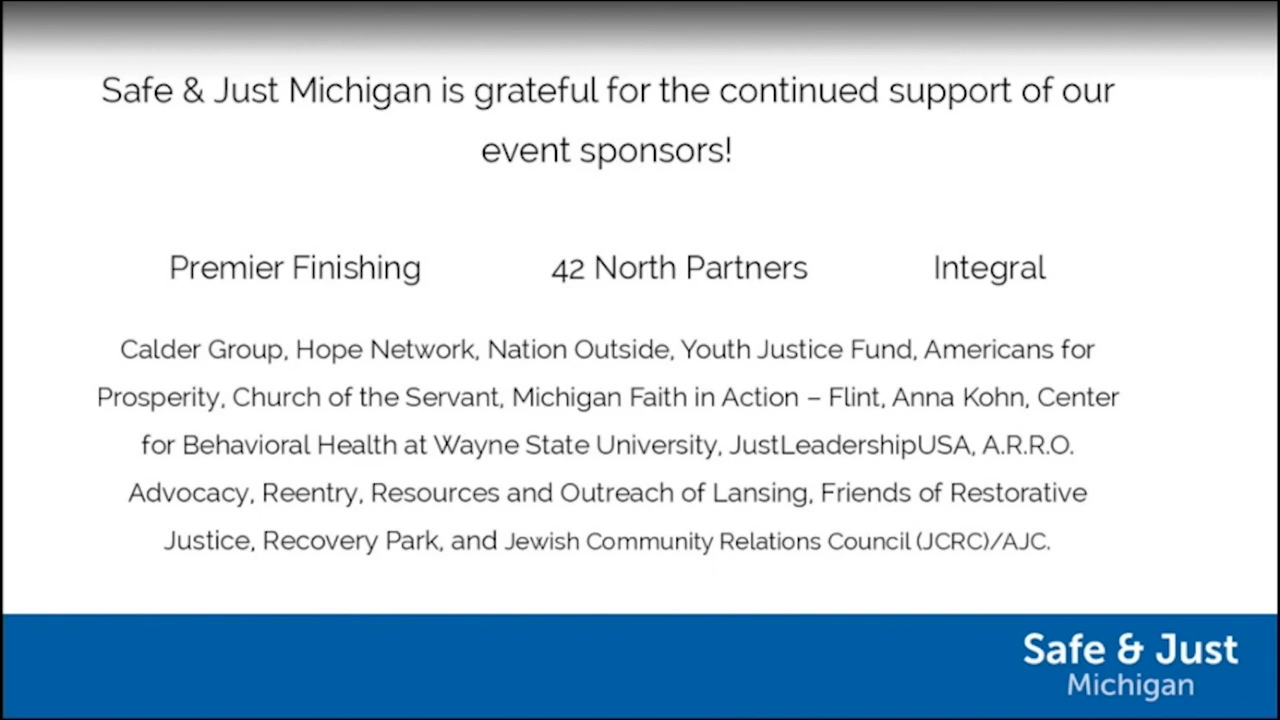 Safe & Just Michigan is grateful for the continued support of our
event sponsors!
Premier Finishing 42 North Partners Integral
Calder Group, Hope Network, Nation Outside, Youth Justice Fund, Americans for
Prosperity, Church of the Servant, Michigan Faith in Action – Flint, Anna Kohn, Center
for Behavioral Health at Wayne State University, JustLeadershipUSA, A.R.R.O.
Advocacy, Reentry, Resources and Outreach of Lansing, Friends of Restorative
Justice, Recovery Park, and Jewish Community Relations Council (JCRC)/AJC.
Safe & Just
Michigan